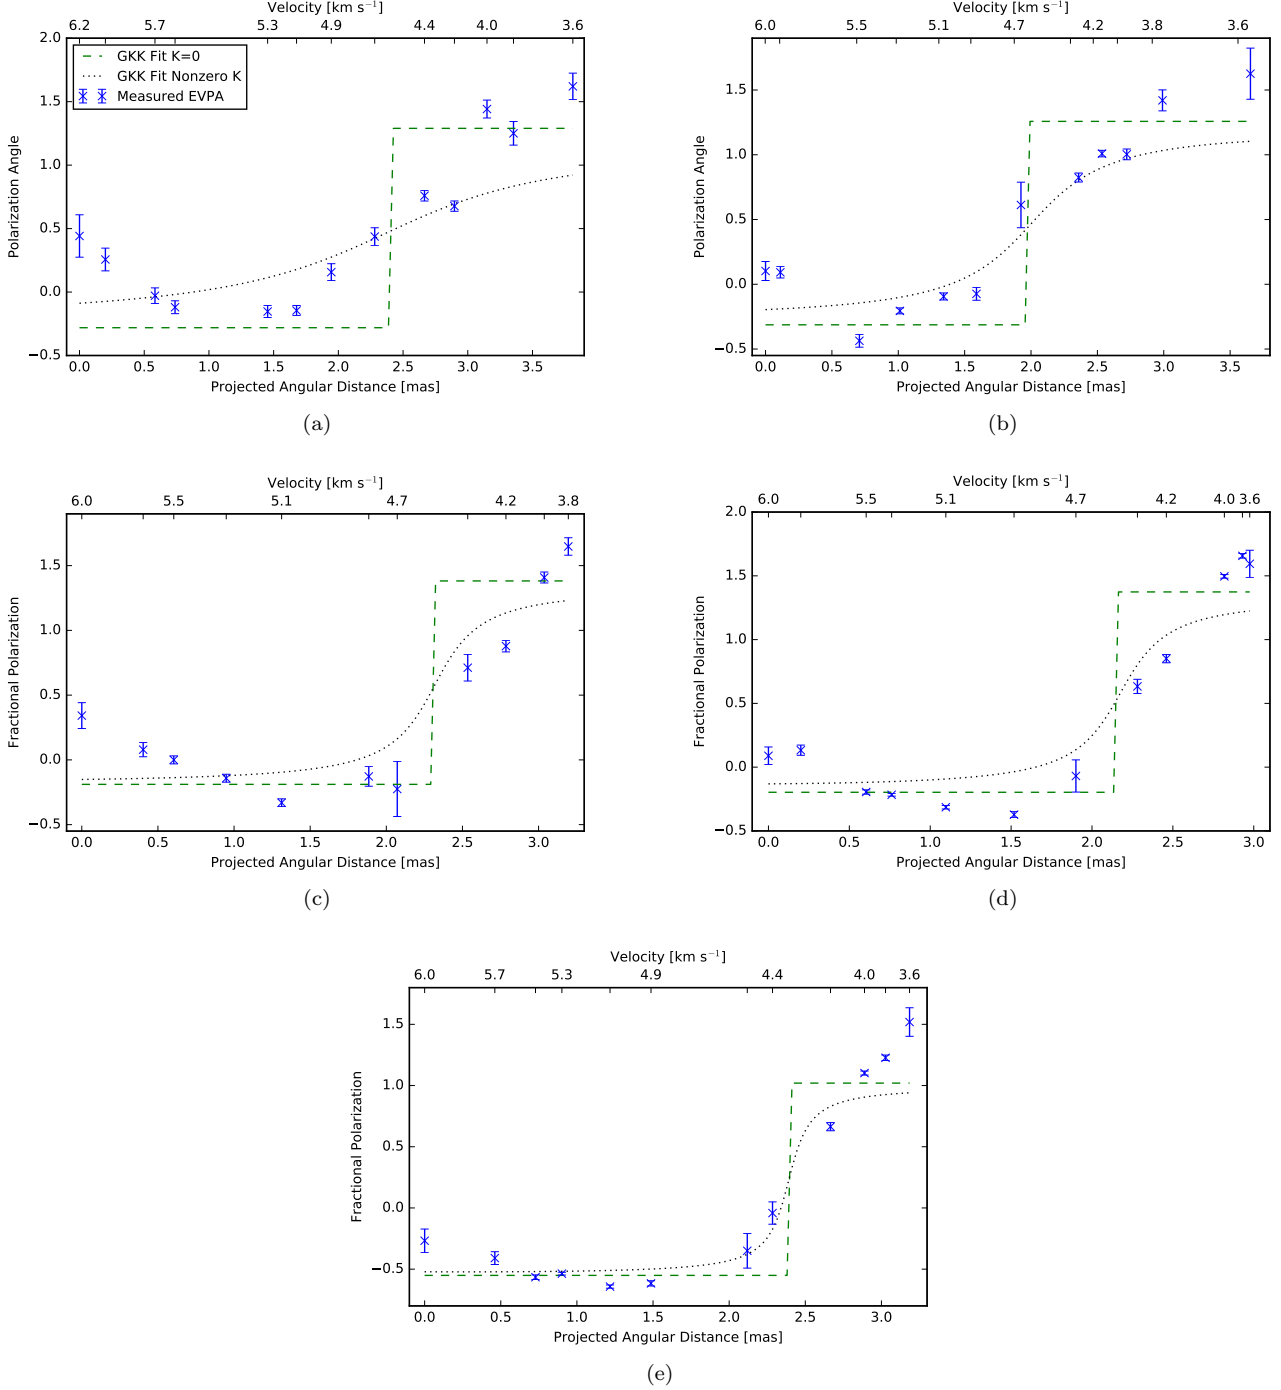 Velocity [km s⁻¹]
6.2 5.7 5.3 4.9 4.4 4.0 3.6
GKK Fit K=0
GKK Fit Nonzero K
Measured EVPA
2.0
1.5
1.0
0.5
0.0
−0.5
Polarization Angle
0.0 0.5 1.0 1.5 2.0 2.5 3.0 3.5
Projected Angular Distance [mas]
(a)
Velocity [km s⁻¹]
6.0 5.5 5.1 4.7 4.2 3.8 3.6
1.5
1.0
0.5
0.0
−0.5
Polarization Angle
0.0 0.5 1.0 1.5 2.0 2.5 3.0 3.5
Projected Angular Distance [mas]
(b)
Velocity [km s⁻¹]
6.0 5.5 5.1 4.7 4.2 3.8
1.5
1.0
0.5
0.0
−0.5
Fractional Polarization
0.0 0.5 1.0 1.5 2.0 2.5 3.0
Projected Angular Distance [mas]
(c)
Velocity [km s⁻¹]
6.0 5.5 5.1 4.7 4.2 4.0 3.6
2.0
1.5
1.0
0.5
0.0
−0.5
Fractional Polarization
0.0 0.5 1.0 1.5 2.0 2.5 3.0
Projected Angular Distance [mas]
(d)
Velocity [km s⁻¹]
6.0 5.7 5.3 4.9 4.4 4.0 3.6
1.5
1.0
0.5
0.0
−0.5
Fractional Polarization
0.0 0.5 1.0 1.5 2.0 2.5 3.0
Projected Angular Distance [mas]
(e)